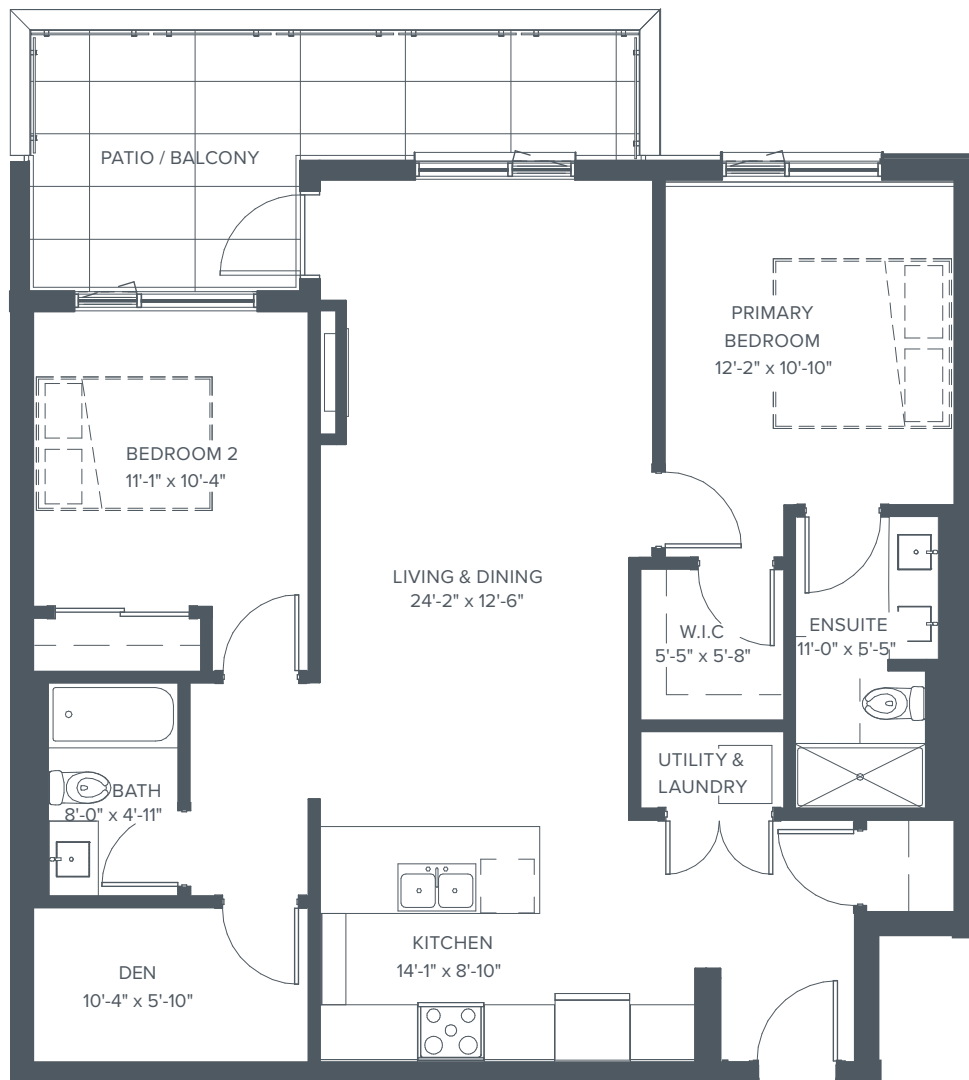 PATIO / BALCONY
PRIMARY
BEDROOM
12'-2" x 10'-10"
BEDROOM 2
11'-1" x 10'-4"
LIVING & DINING
24'-2" x 12'-6"
W.I.C
5'-5" x 5'-8"
ENSUITE
11'-0" x 5'-5"
UTILITY &
LAUNDRY
BATH
8'-0" x 4'-11"
KITCHEN
14'-1" x 8'-10"
DEN
10'-4" x 5'-10"